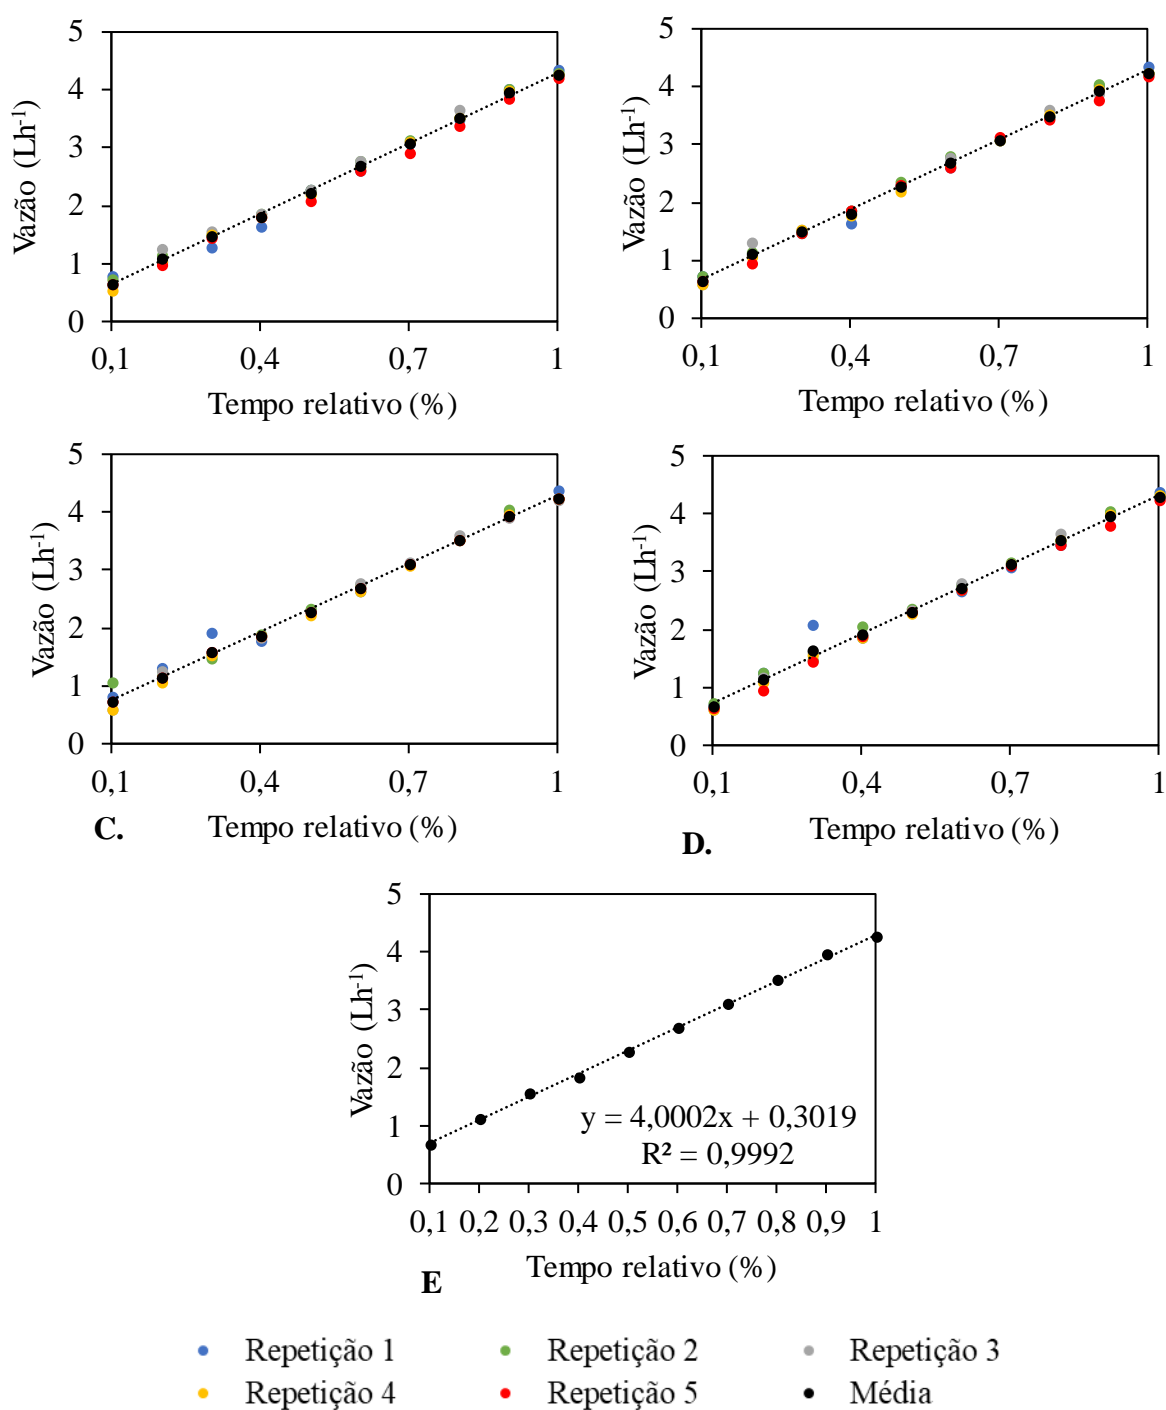 5
4
3
2
1
0
Vazão (Lh⁻¹)
0,1 0,4 0,7 1
Tempo relativo (%)
5
4
3
2
1
0
Vazão (Lh⁻¹)
0,1 0,4 0,7 1
Tempo relativo (%)
5
4
3
2
1
0
Vazão (Lh⁻¹)
0,1 0,4 0,7 1
C. Tempo relativo (%)
5
4
3
2
1
0
Vazão (Lh⁻¹)
0,1 0,4 0,7 1
D. Tempo relativo (%)
5
4
3
2
1
0
Vazão (Lh⁻¹)
y = 4,0002x + 0,3019
R² = 0,9992
0,1 0,2 0,3 0,4 0,5 0,6 0,7 0,8 0,9 1
E Tempo relativo (%)
Repetição 1 Repetição 2 Repetição 3
Repetição 4 Repetição 5 Média